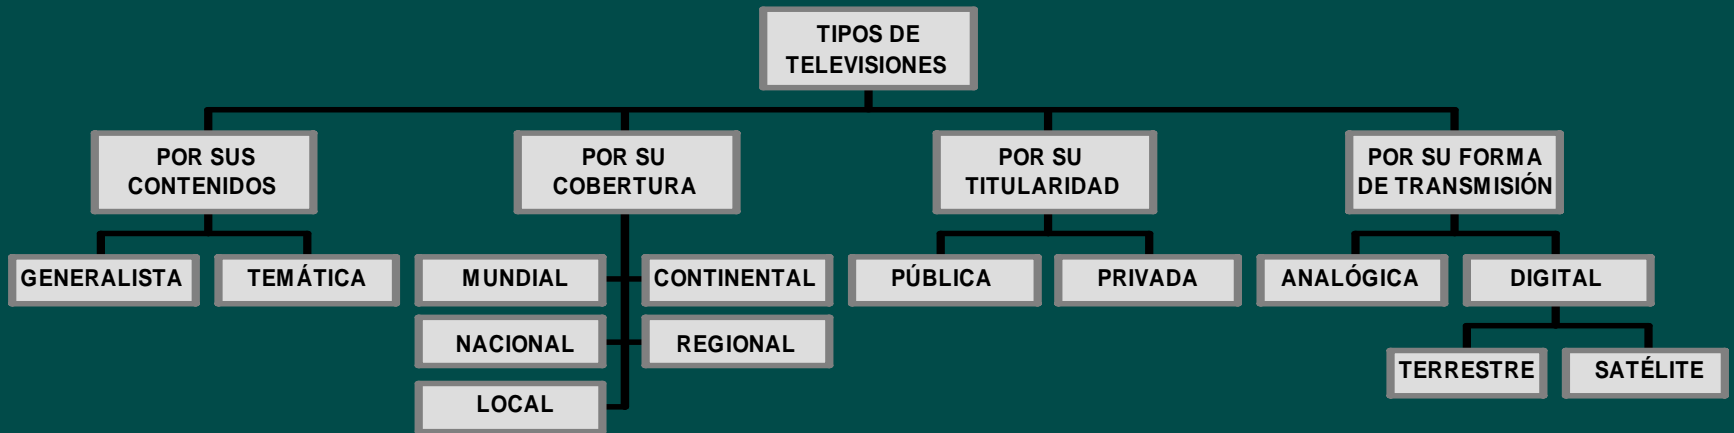 TIPOS DE
TELEVISIONES
POR SUS
CONTENIDOS
POR SU
COBERTURA
POR SU
TITULARIDAD
POR SU FORMA
DE TRANSMISIÓN
GENERALISTA
TEMÁTICA
MUNDIAL
CONTINENTAL
NACIONAL
REGIONAL
LOCAL
PÚBLICA
PRIVADA
ANALÓGICA
DIGITAL
TERRESTRE
SATÉLITE